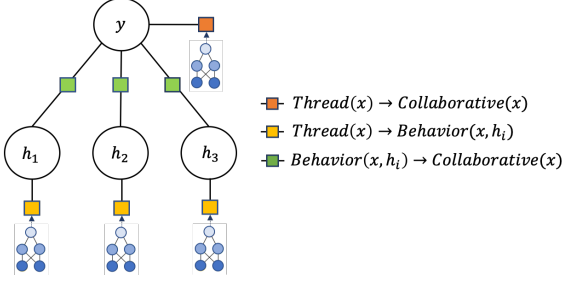 y
Thread(x) → Collaborative(x)
Thread(x) → Behavior(x, hᵢ)
h₁ h₂ h₃
Behavior(x, hᵢ) → Collaborative(x)